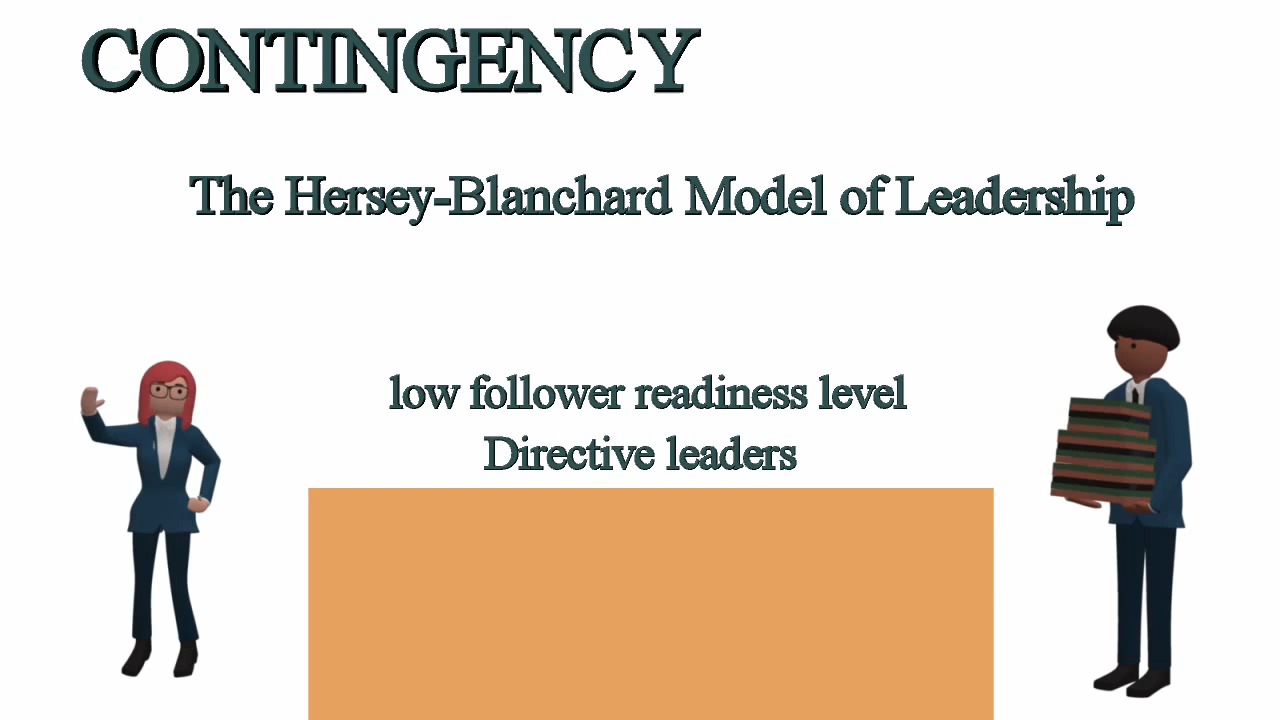 CONTINGENCY
The Hersey-Blanchard Model of Leadership
low follower readiness level
Directive leaders